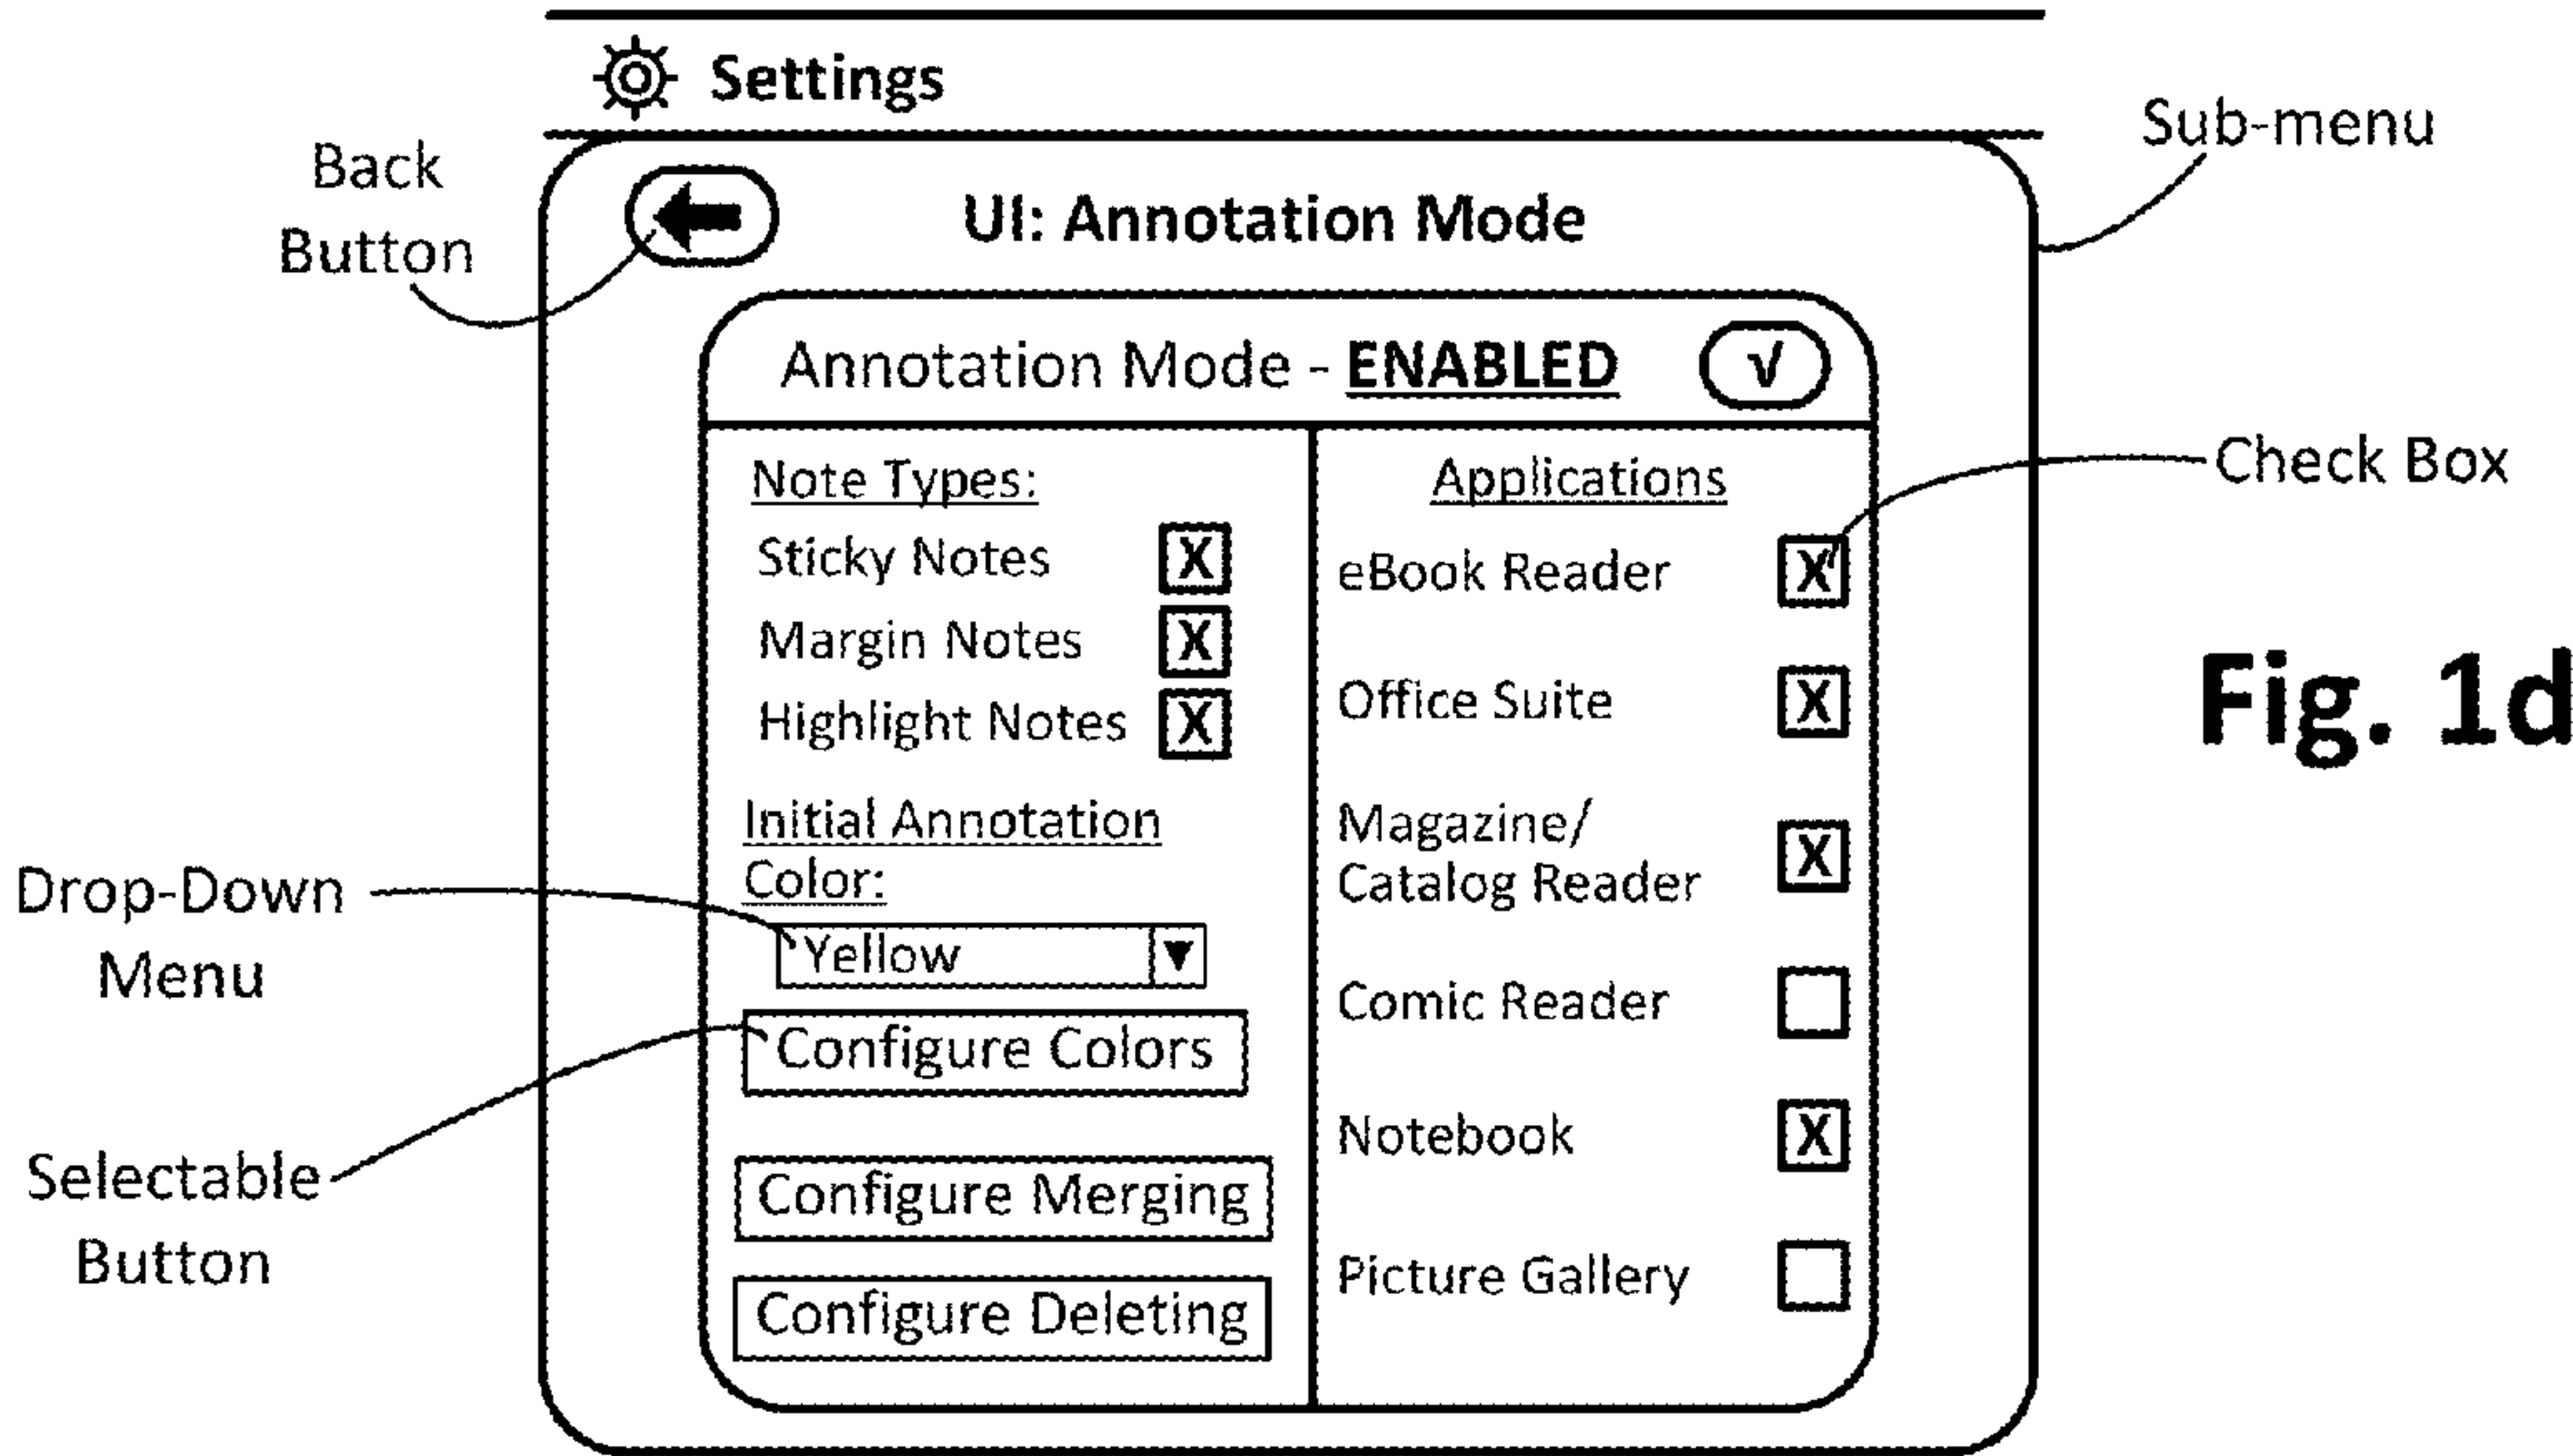 Settings
Back
Button
Sub-menu
UI: Annotation Mode
Annotation Mode - ENABLED
√
Note Types:
Sticky Notes X
Margin Notes X
Highlight Notes X
Initial Annotation
Color:
Yellow
Configure Colors
Configure Merging
Configure Deleting
Applications
eBook Reader X
Office Suite X
Magazine/
Catalog Reader X
Comic Reader
Notebook X
Picture Gallery
Check Box
Drop-Down
Menu
Selectable
Button
Fig. 1d